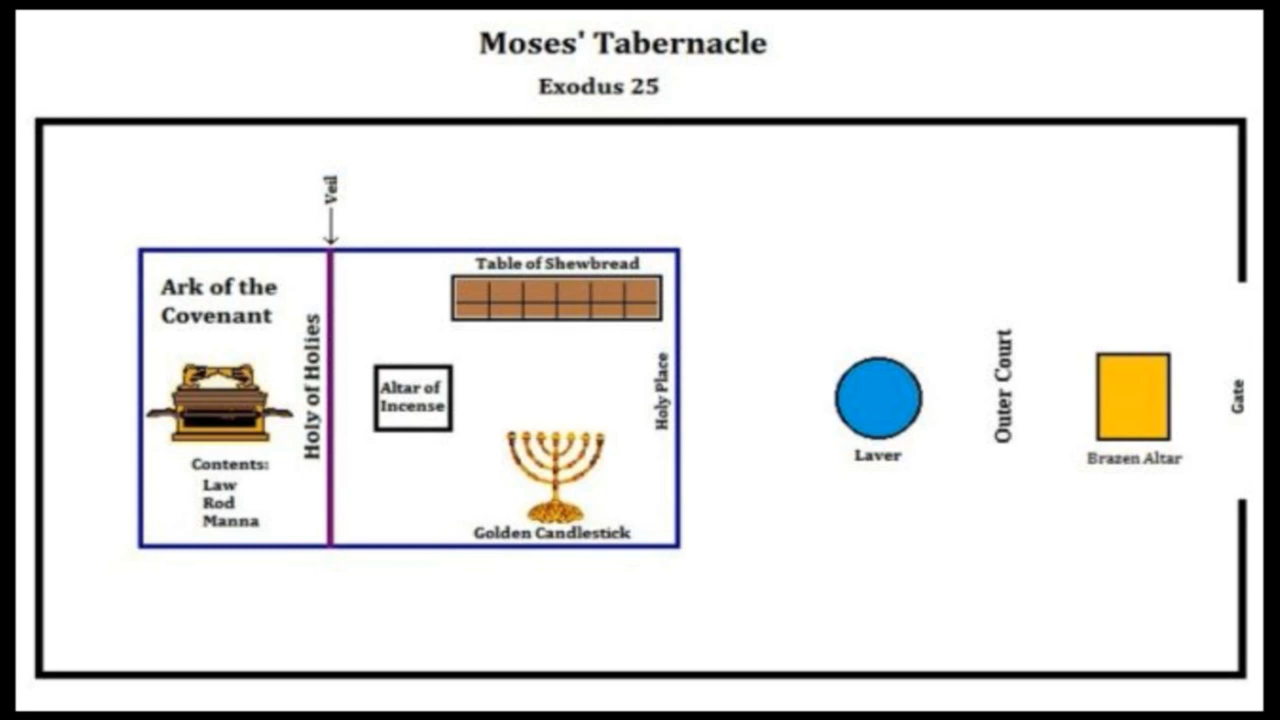 Moses' Tabernacle
Exodus 25
Veil
Ark of the
Covenant
Contents:
Law
Rod
Manna
Holy of Holies
Table of Shewbread
Altar of
Incense
Golden Candlestick
Holy Place
Laver
Outer Court
Brazen Altar
Gate